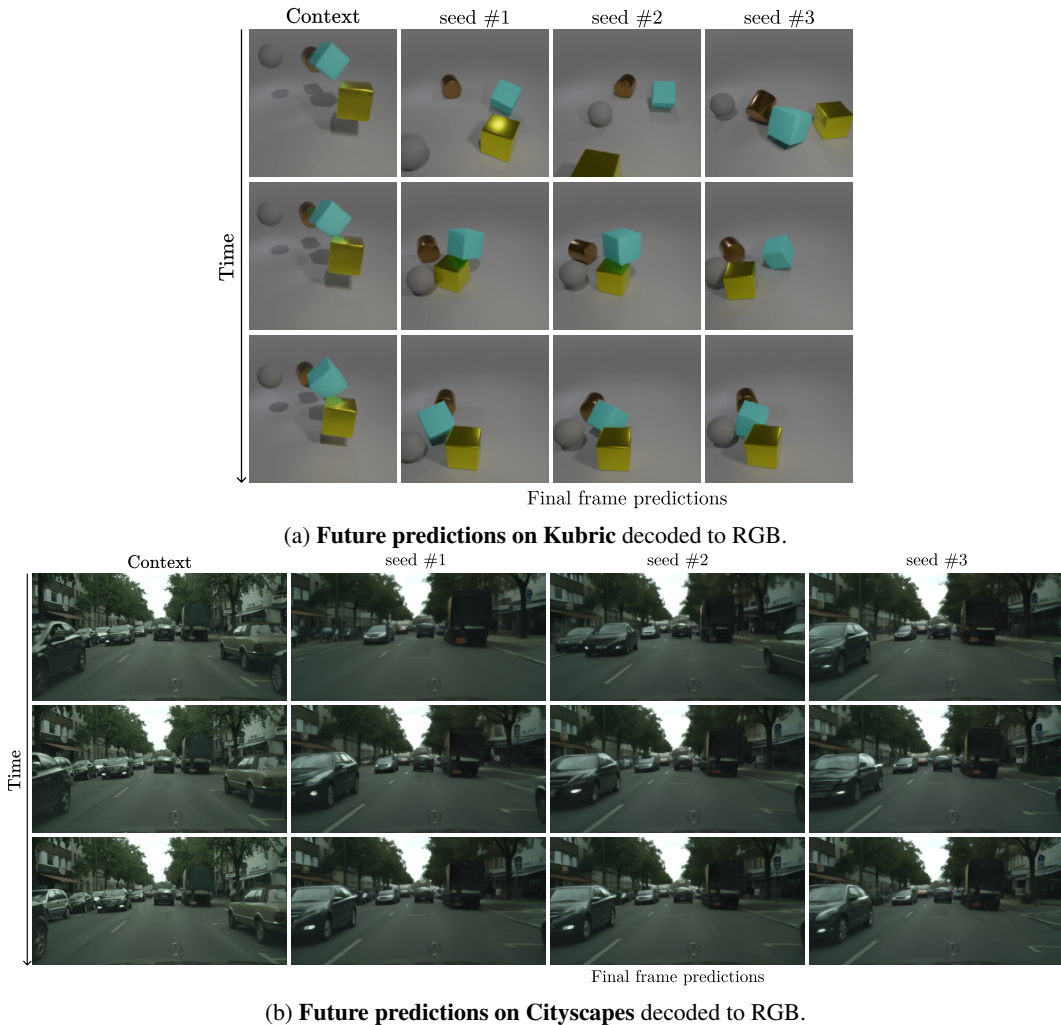 Context seed #1 seed #2 seed #3
Time
Final frame predictions
(a) Future predictions on Kubric decoded to RGB.
Context seed #1 seed #2 seed #3
Time
Final frame predictions
(b) Future predictions on Cityscapes decoded to RGB.